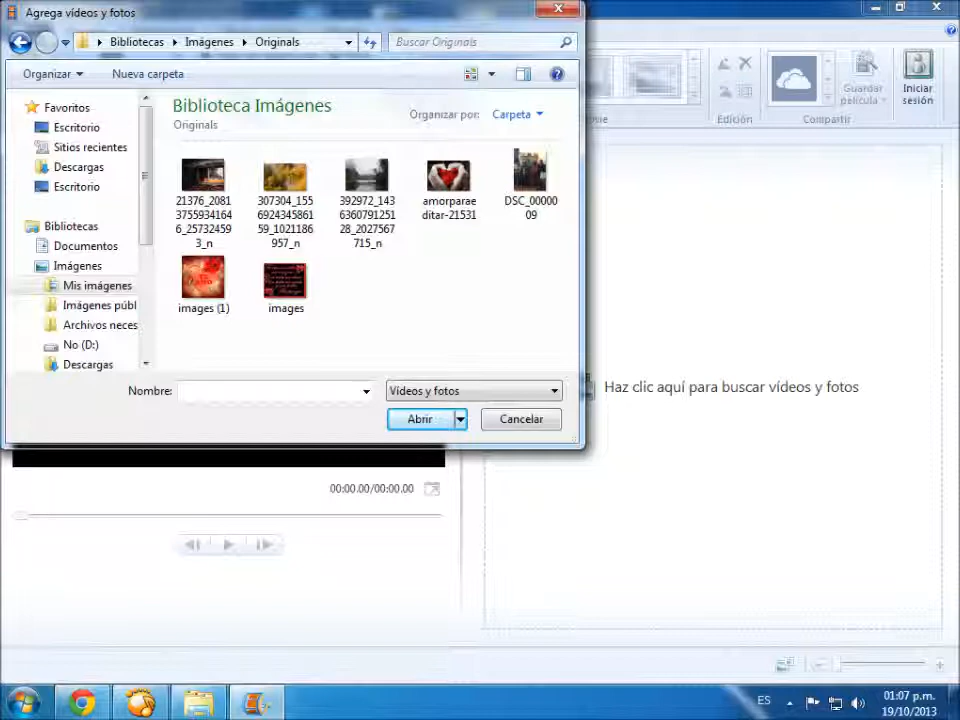 Agrega vídeos y fotos
Bibliotecas Imágenes Originals
Buscar Originals
Organizar
Nueva carpeta
Favoritos
Escritorio
Sitios recientes
Descargas
Escritorio
Bibliotecas
Documentos
Imágenes
Mis imágenes
Imágenes públ
Archivos neces
No (D:)
Descargas
Biblioteca Imágenes
Originals
Organizar por: Carpeta
21376_2081
3755934164
6_25732459
3_n
307304_155
6924345861
59_1021186
957_n
392972_143
6360791251
28_2027567
715_n
amorparae
ditar-21531
DSC_00000
09
images (1)
images
Nombre:
Vídeos y fotos
Abrir
Cancelar
Edición
Guardar
película
Compartir
Iniciar
sesión
Haz clic aquí para buscar vídeos y fotos
00:00.00/00:00.00
ES
01:07 p.m.
19/10/2013